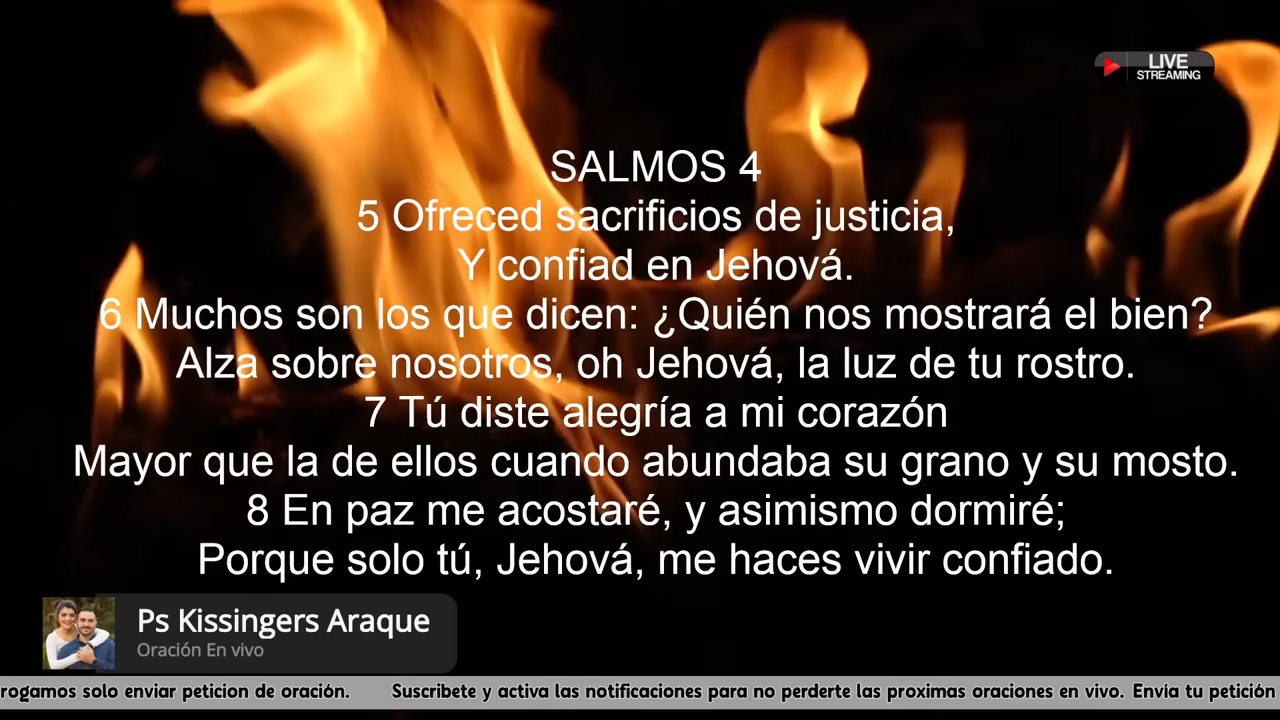 LIVE
STREAMING
SALMOS 4
5 Ofreced sacrificios de justicia,
Y confiad en Jehová.
6 Muchos son los que dicen: ¿Quién nos mostrará el bien?
Alza sobre nosotros, oh Jehová, la luz de tu rostro.
7 Tú diste alegría a mi corazón
Mayor que la de ellos cuando abundaba su grano y su mosto.
8 En paz me acostaré, y asimismo dormiré;
Porque solo tú, Jehová, me haces vivir confiado.
Ps Kissingers Araque
Oración En vivo
rogamos solo enviar peticion de oración. Suscribete y activa las notificaciones para no perderte las proximas oraciones en vivo. Envía tu petición